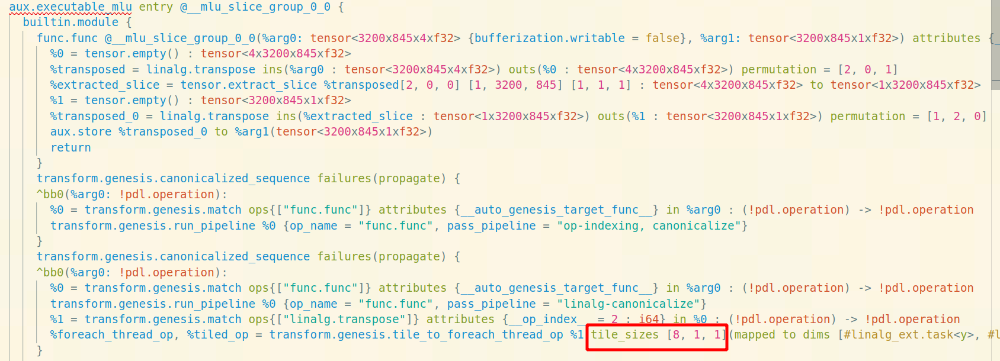 aux.executable_mlu entry @__mlu_slice_group_0_0 {
builtin.module {
func.func @__mlu_slice_group_0_0(%arg0: tensor<3200x845x4xf32> {bufferization.writable = false}, %arg1: tensor<3200x845x1xf32>) attributes {_
%0 = tensor.empty() : tensor<4x3200x845xf32>
%transposed = linalg.transpose ins(%arg0 : tensor<3200x845x4xf32>) outs(%0 : tensor<4x3200x845xf32>) permutation = [2, 0, 1]
%extracted_slice = tensor.extract_slice %transposed[2, 0, 0] [1, 3200, 845] [1, 1, 1] : tensor<4x3200x845xf32> to tensor<1x3200x845xf32>
%1 = tensor.empty() : tensor<3200x845x1xf32>
%transposed_0 = linalg.transpose ins(%extracted_slice : tensor<1x3200x845xf32>) outs(%1 : tensor<3200x845x1xf32>) permutation = [1, 2, 0]
aux.store %transposed_0 to %arg1(tensor<3200x845x1xf32>)
return
}
transform.genesis.canonicalized_sequence failures(propagate) {
^bb0(%arg0: !pdl.operation):
%0 = transform.genesis.match ops{["func.func"]} attributes {__auto_genesis_target_func__} in %arg0 : (!pdl.operation) -> !pdl.operation
transform.genesis.run_pipeline %0 {op_name = "func.func", pass_pipeline = "op-indexing, canonicalize"}
}
transform.genesis.canonicalized_sequence failures(propagate) {
^bb0(%arg0: !pdl.operation):
%0 = transform.genesis.match ops{["func.func"]} attributes {__auto_genesis_target_func__} in %arg0 : (!pdl.operation) -> !pdl.operation
transform.genesis.run_pipeline %0 {op_name = "func.func", pass_pipeline = "linalg-canonicalize"}
%1 = transform.genesis.match ops{["linalg.transpose"]} attributes {__op_index__ = 2 : i64} in %0 : (!pdl.operation) -> !pdl.operation
%foreach_thread_op, %tiled_op = transform.genesis.tile_to_foreach_thread_op %1 tile_sizes [8, 1, 1](mapped to dims [#linalg_ext.task<y>, #l
}